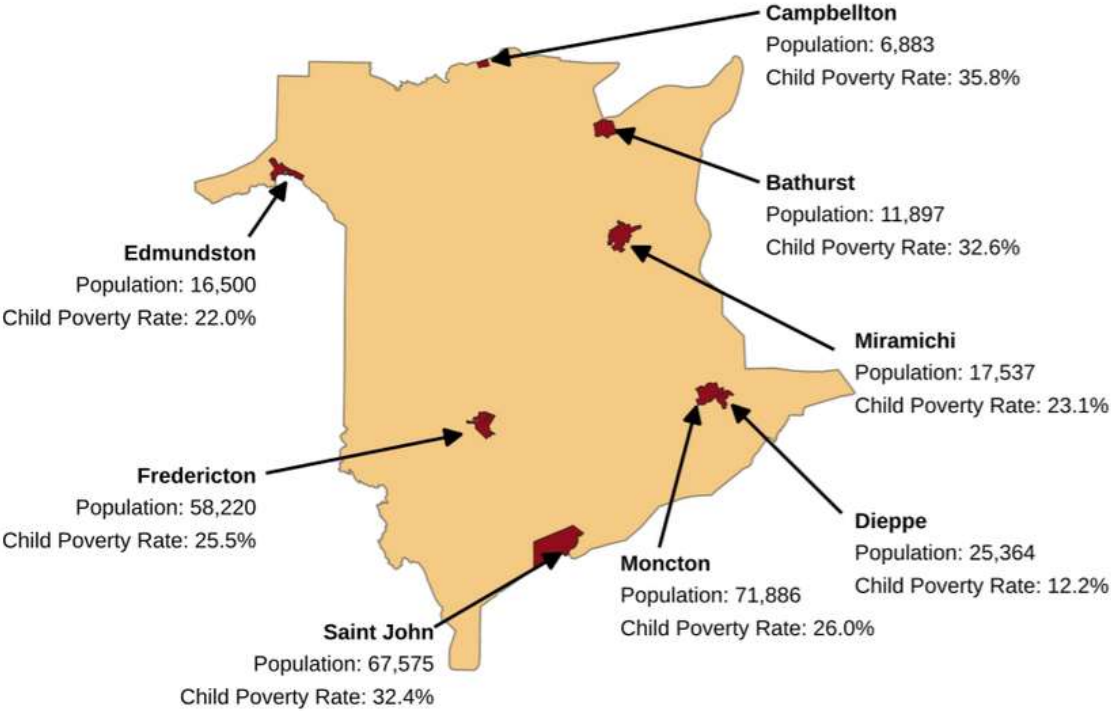 Campbellton
Population: 6,883
Child Poverty Rate: 35.8%
Bathurst
Population: 11,897
Child Poverty Rate: 32.6%
Edmundston
Population: 16,500
Child Poverty Rate: 22.0%
Miramichi
Population: 17,537
Child Poverty Rate: 23.1%
Fredericton
Population: 58,220
Child Poverty Rate: 25.5%
Dieppe
Population: 25,364
Child Poverty Rate: 12.2%
Moncton
Population: 71,886
Child Poverty Rate: 26.0%
Saint John
Population: 67,575
Child Poverty Rate: 32.4%